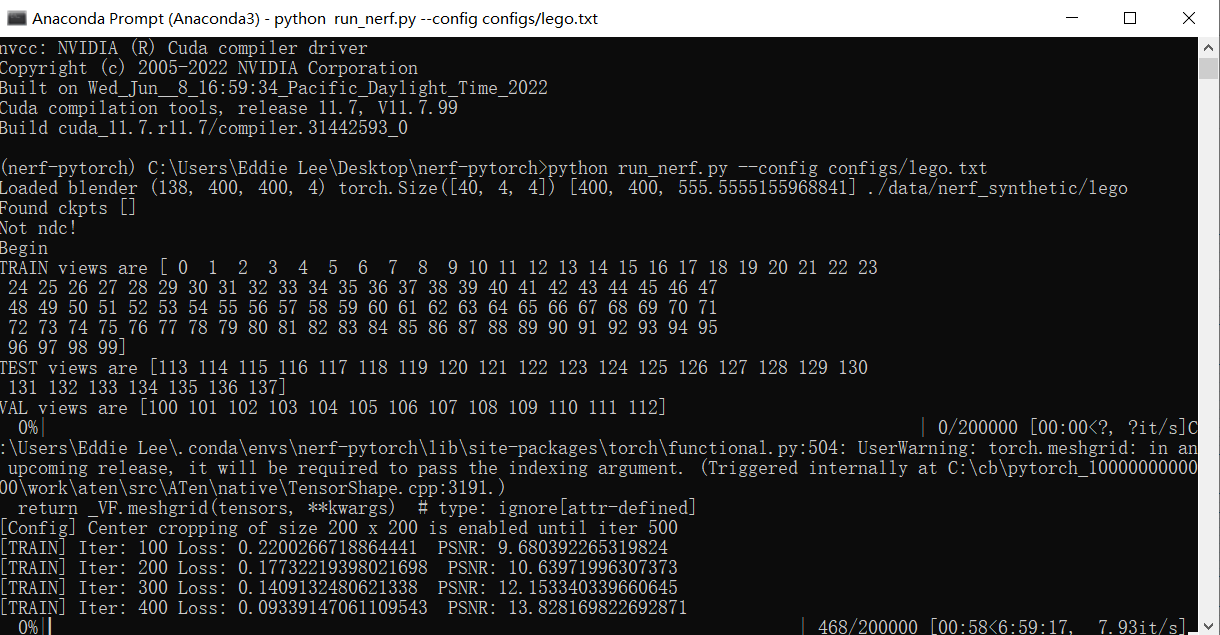 Anaconda Prompt (Anaconda3) - python  run_nerf.py --config configs/lego.txt
nvcc: NVIDIA (R) Cuda compiler driver
Copyright (c) 2005-2022 NVIDIA Corporation
Built on Wed_Jun__8_16:59:34_Pacific_Daylight_Time_2022
Cuda compilation tools, release 11.7, V11.7.99
Build cuda_11.7.r11.7/compiler.31442593_0
(nerf-pytorch) C:\Users\Eddie Lee\Desktop\nerf-pytorch>python run_nerf.py --config configs/lego.txt
Loaded blender (138, 400, 400, 4) torch.Size([40, 4, 4]) [400, 400, 555.5555155968841] ./data/nerf_synthetic/lego
Found ckpts []
Not ndc!
Begin
TRAIN views are [ 0  1  2  3  4  5  6  7  8  9 10 11 12 13 14 15 16 17 18 19 20 21 22 23
 24 25 26 27 28 29 30 31 32 33 34 35 36 37 38 39 40 41 42 43 44 45 46 47
 48 49 50 51 52 53 54 55 56 57 58 59 60 61 62 63 64 65 66 67 68 69 70 71
 72 73 74 75 76 77 78 79 80 81 82 83 84 85 86 87 88 89 90 91 92 93 94 95
 96 97 98 99]
TEST views are [113 114 115 116 117 118 119 120 121 122 123 124 125 126 127 128 129 130
 131 132 133 134 135 136 137]
VAL views are [100 101 102 103 104 105 106 107 108 109 110 111 112]
  0%| | 0/200000 [00:00<?, ?it/s]C
:\Users\Eddie Lee\.conda\envs\nerf-pytorch\lib\site-packages\torch\functional.py:504: UserWarning: torch.meshgrid: in an
 upcoming release, it will be required to pass the indexing argument. (Triggered internally at C:\cb\pytorch_10000000000
00\work\aten\src\ATen\native\TensorShape.cpp:3191.)
  return _VF.meshgrid(tensors, **kwargs)  # type: ignore[attr-defined]
[Config] Center cropping of size 200 x 200 is enabled until iter 500
[TRAIN] Iter: 100 Loss: 0.2200266718864441  PSNR: 9.680392265319824
[TRAIN] Iter: 200 Loss: 0.17732219398021698  PSNR: 10.63971996307373
[TRAIN] Iter: 300 Loss: 0.1409132480621338  PSNR: 12.153340339660645
[TRAIN] Iter: 400 Loss: 0.09339147061109543  PSNR: 13.828169822692871
  0%| | 468/200000 [00:58<6:59:17,  7.93it/s]